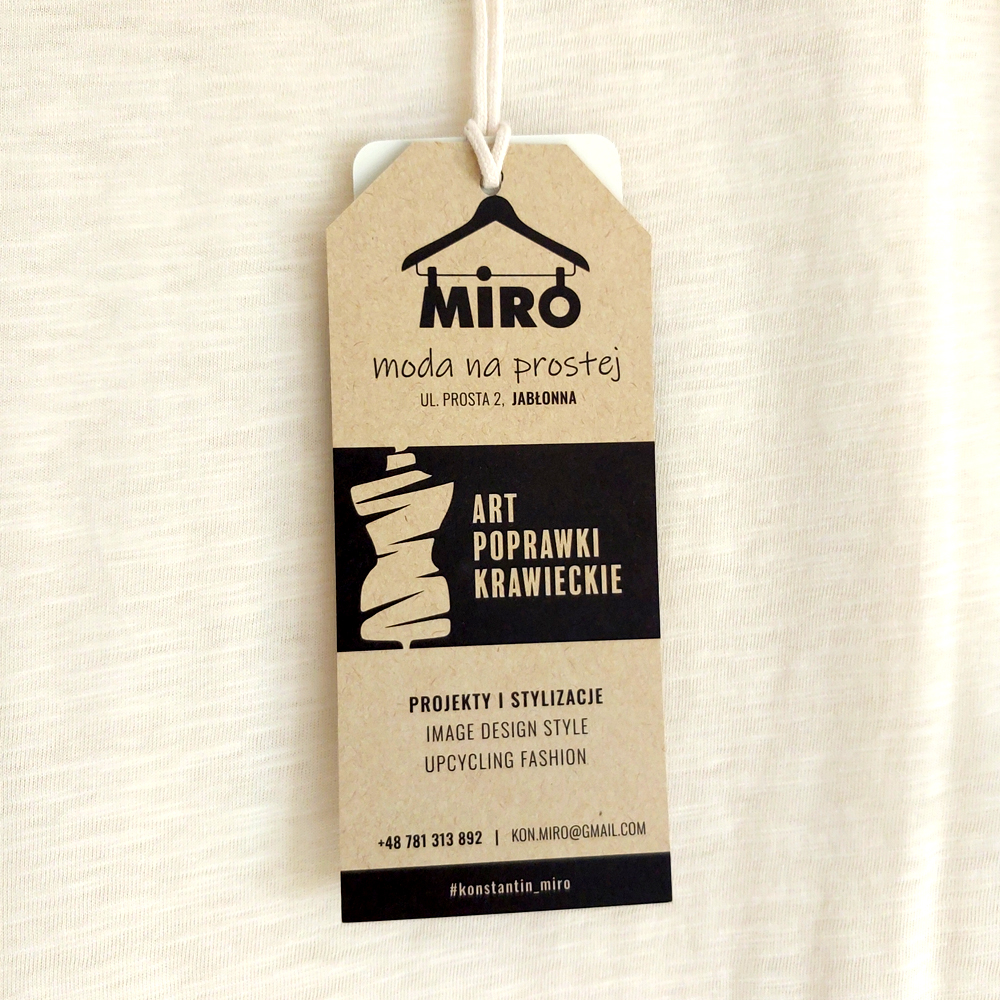 MiRO
moda na prostej
UL. PROSTA 2, JABŁONNA
ART
POPRAWKI
KRAWIECKIE
PROJEKTY I STYLIZACJE
IMAGE DESIGN STYLE
UPCYCLING FASHION
+48 781 313 892 | KON.MIRO@GMAIL.COM
#konstantin_miro